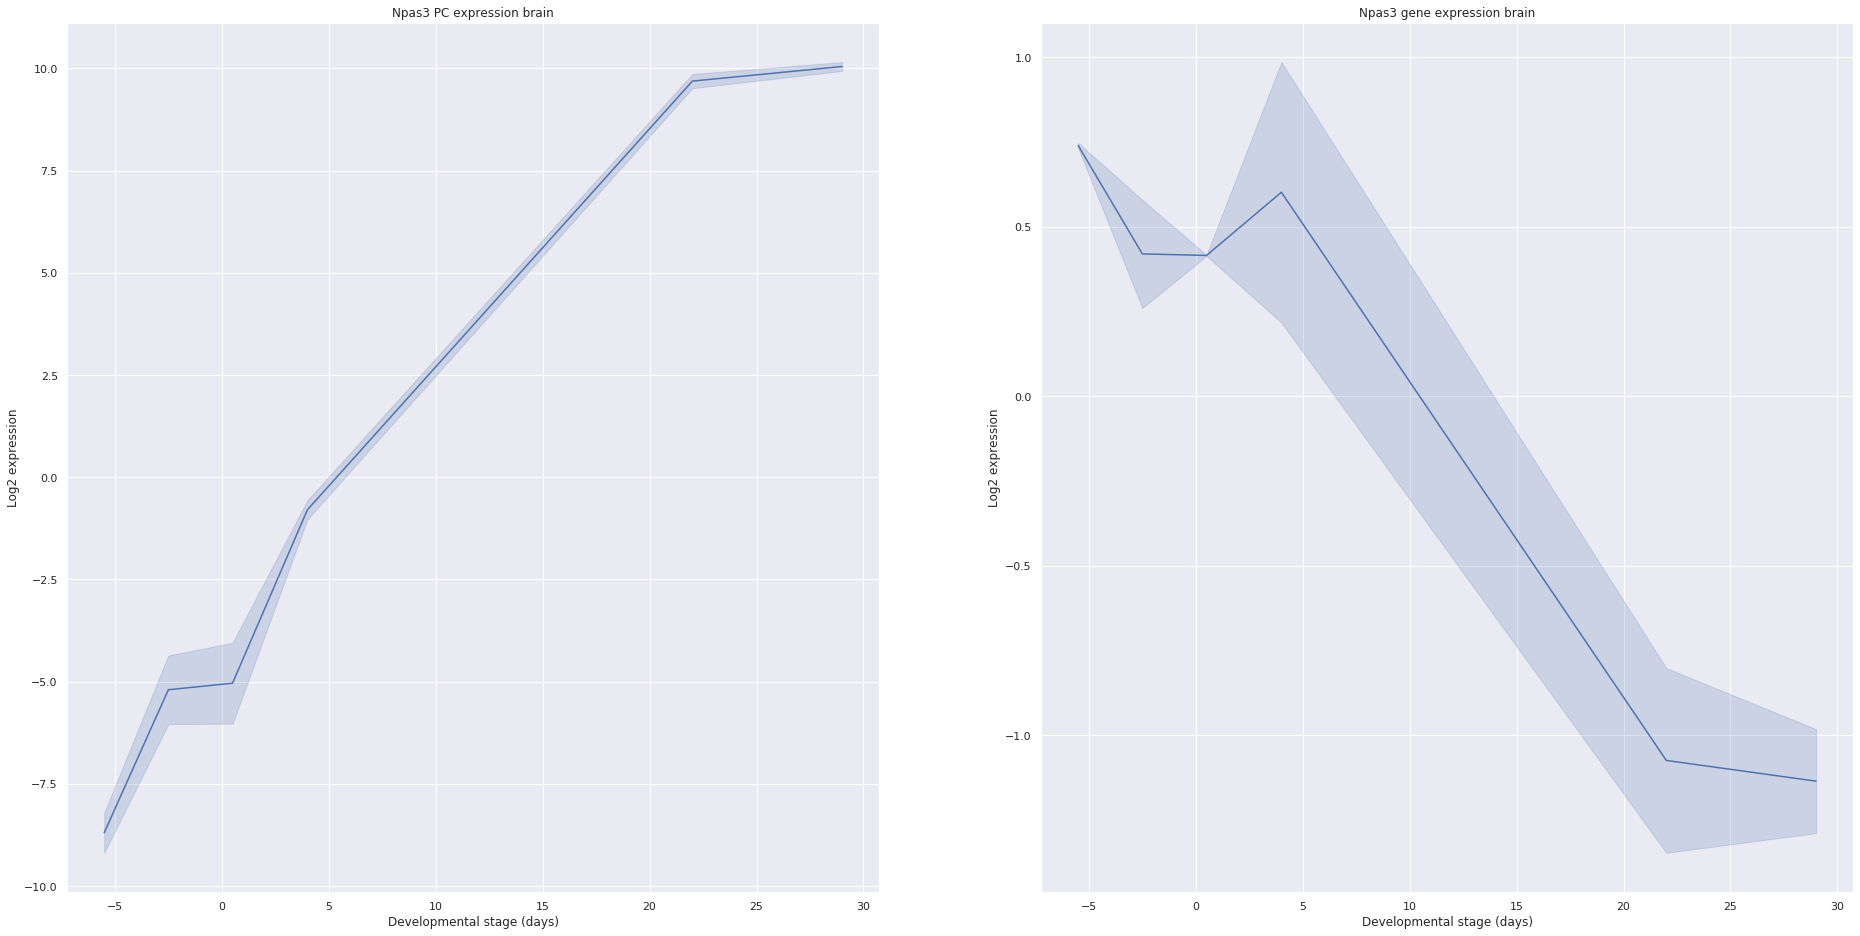 Npas3 PC expression brain
10.0
7.5
5.0
2.5
0.0
−2.5
−5.0
−7.5
−10.0
Log2 expression
−5 0 5 10 15 20 25 30
Developmental stage (days)
Npas3 gene expression brain
1.0
0.5
0.0
−0.5
−1.0
Log2 expression
−5 0 5 10 15 20 25 30
Developmental stage (days)